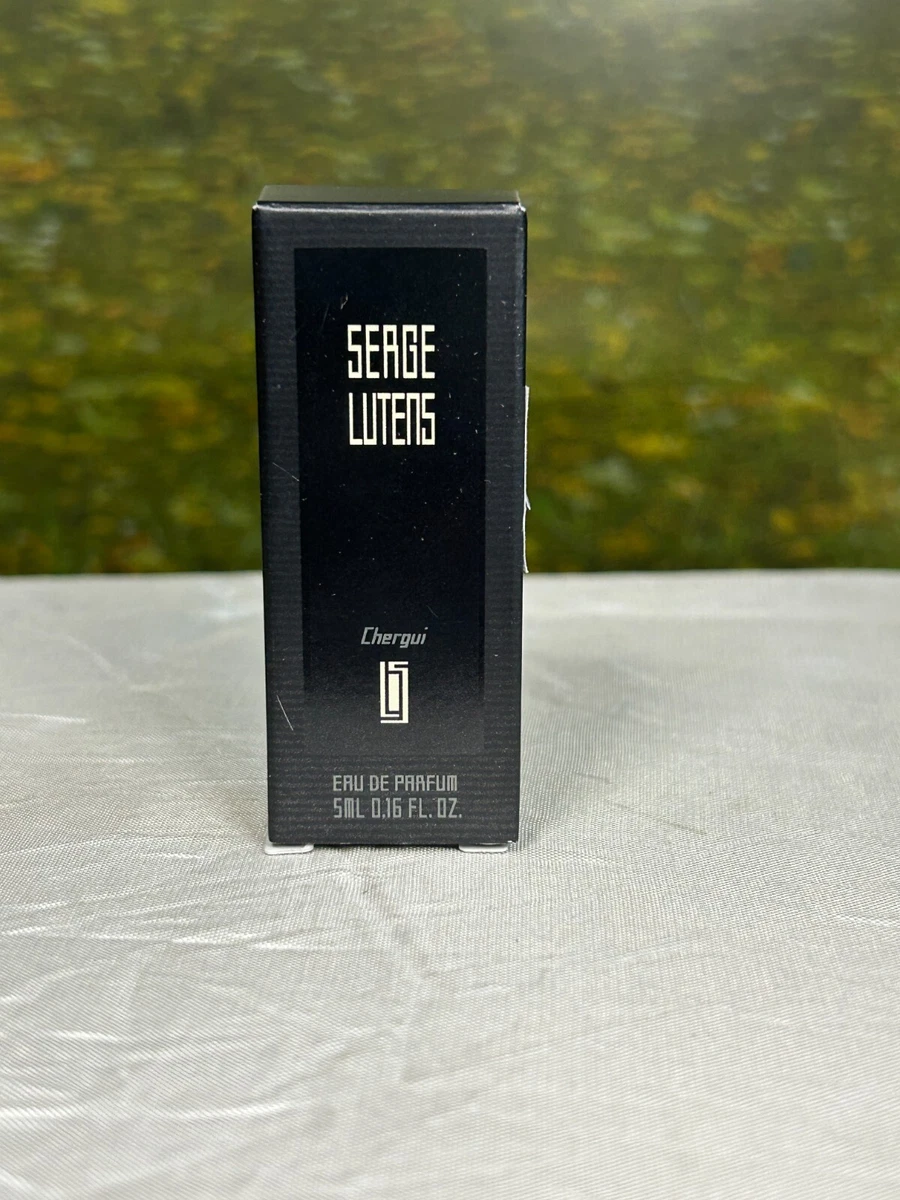 SERGE
LUTENS
Chergui
EAU DE PARFUM
5ML 0.16 FL. OZ.